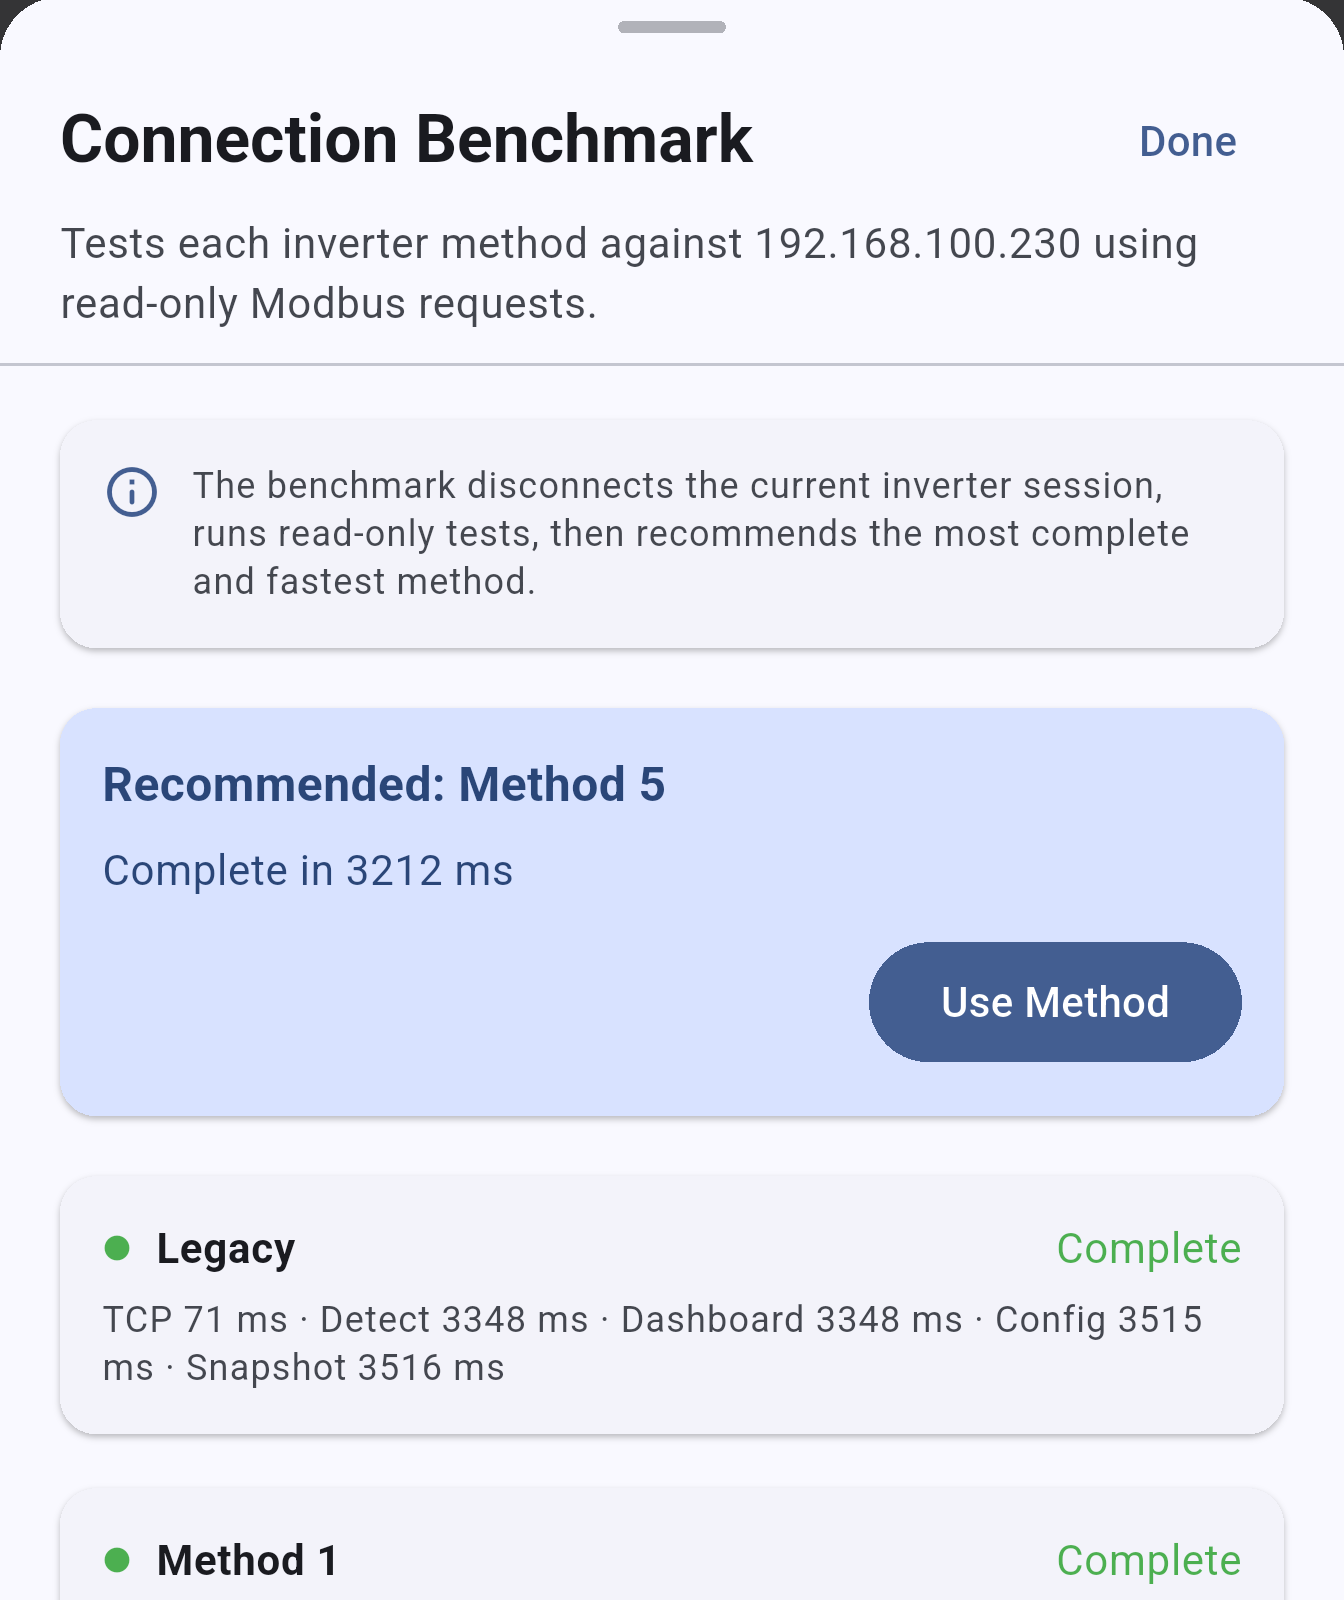 Connection Benchmark
Done
Tests each inverter method against 192.168.100.230 using
read-only Modbus requests.
The benchmark disconnects the current inverter session,
runs read-only tests, then recommends the most complete
and fastest method.
Recommended: Method 5
Complete in 3212 ms
Use Method
Legacy
Complete
TCP 71 ms · Detect 3348 ms · Dashboard 3348 ms · Config 3515
ms · Snapshot 3516 ms
Method 1
Complete